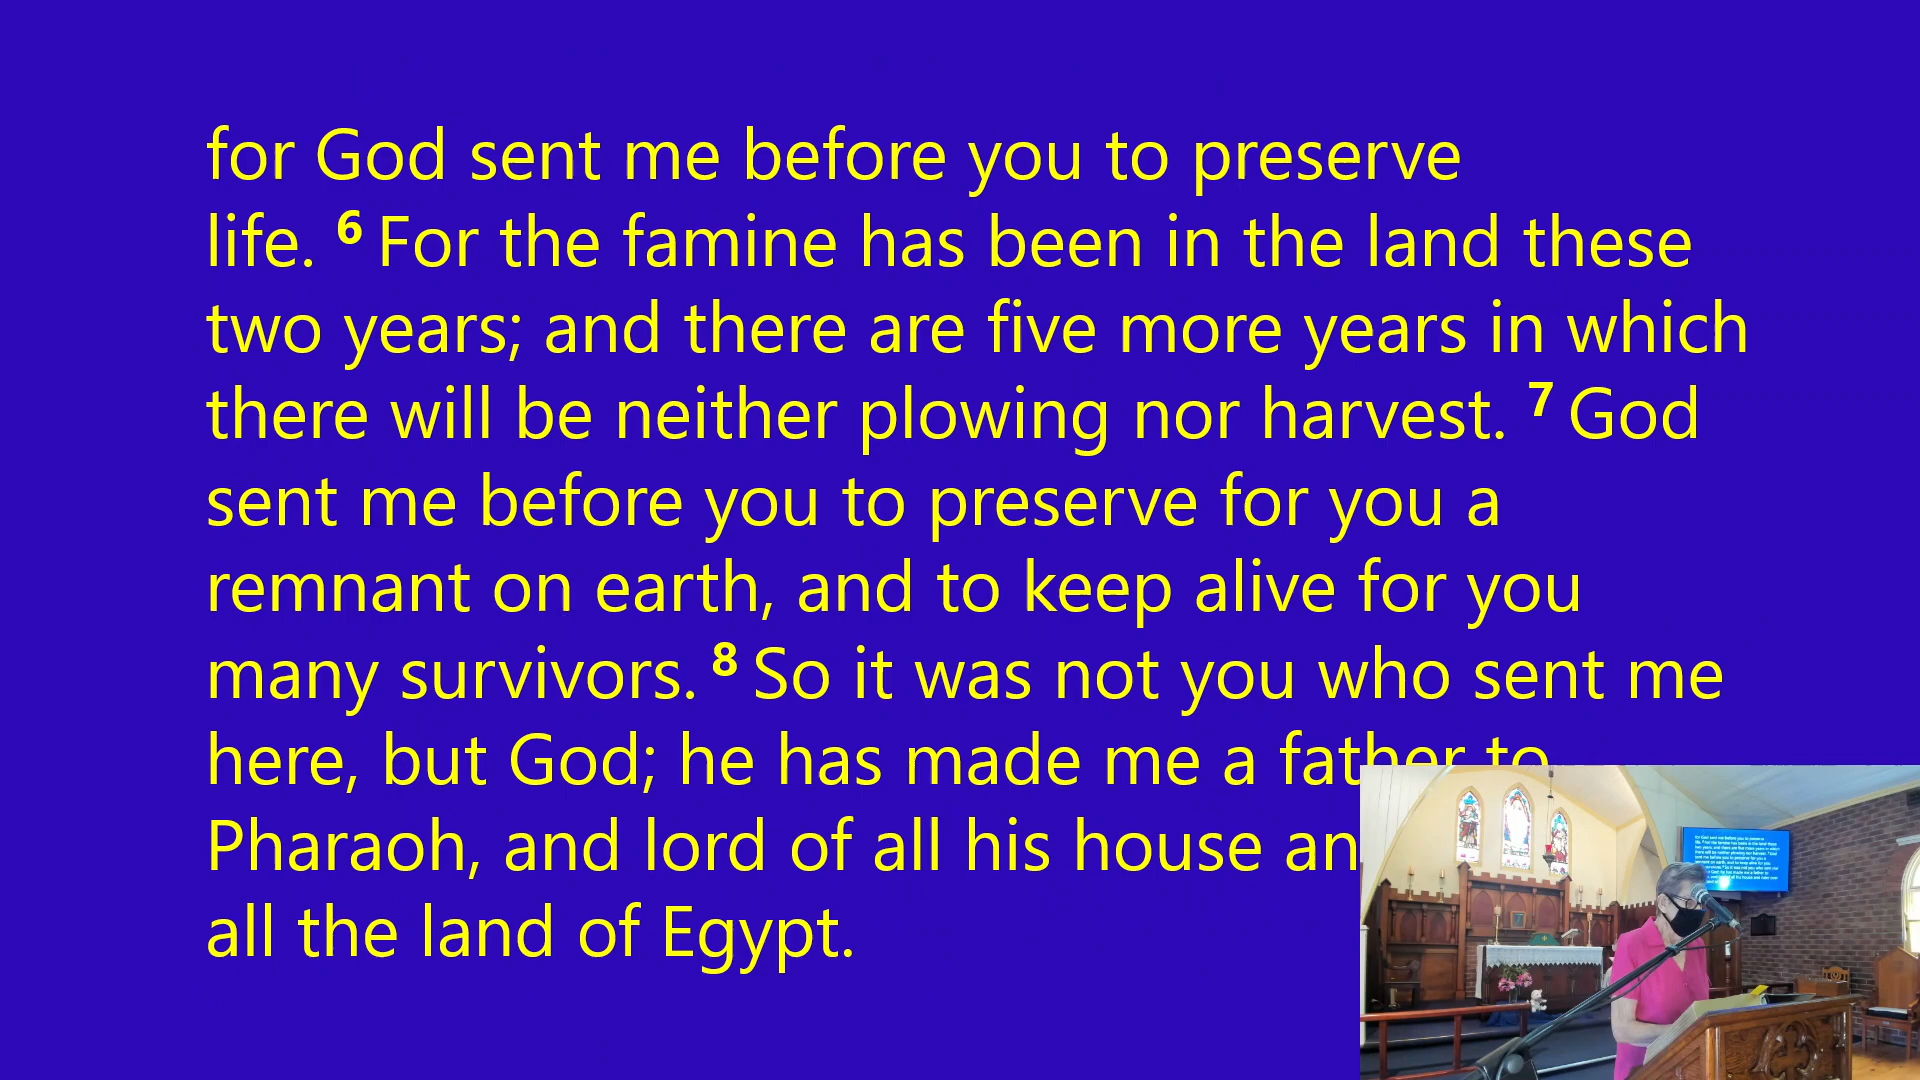 for God sent me before you to preserve
life. 6 For the famine has been in the land these
two years; and there are five more years in which
there will be neither plowing nor harvest. 7 God
sent me before you to preserve for you a
remnant on earth, and to keep alive for you
many survivors. 8 So it was not you who sent me
here, but God; he has made me a father to
Pharaoh, and lord of all his house an
all the land of Egypt.